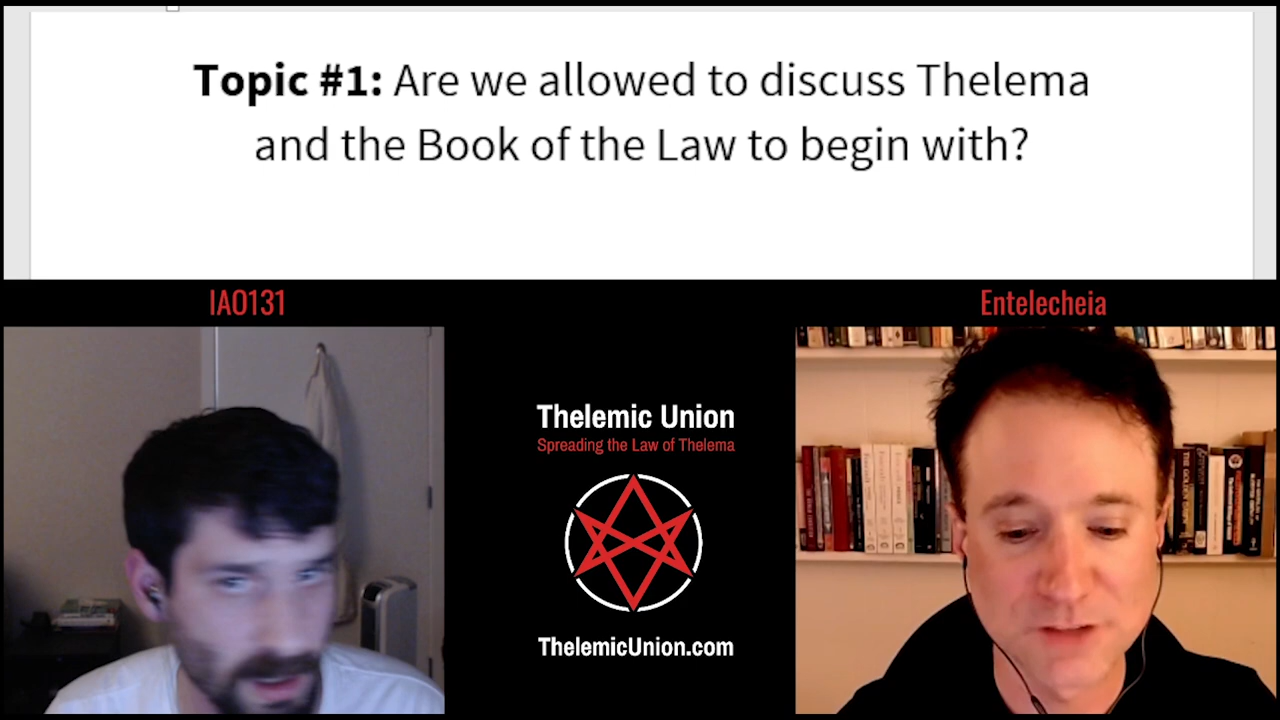 Topic #1: Are we allowed to discuss Thelema
and the Book of the Law to begin with?
IAO131
Entelecheia
Thelemic Union
Spreading the Law of Thelema
ThelemicUnion.com